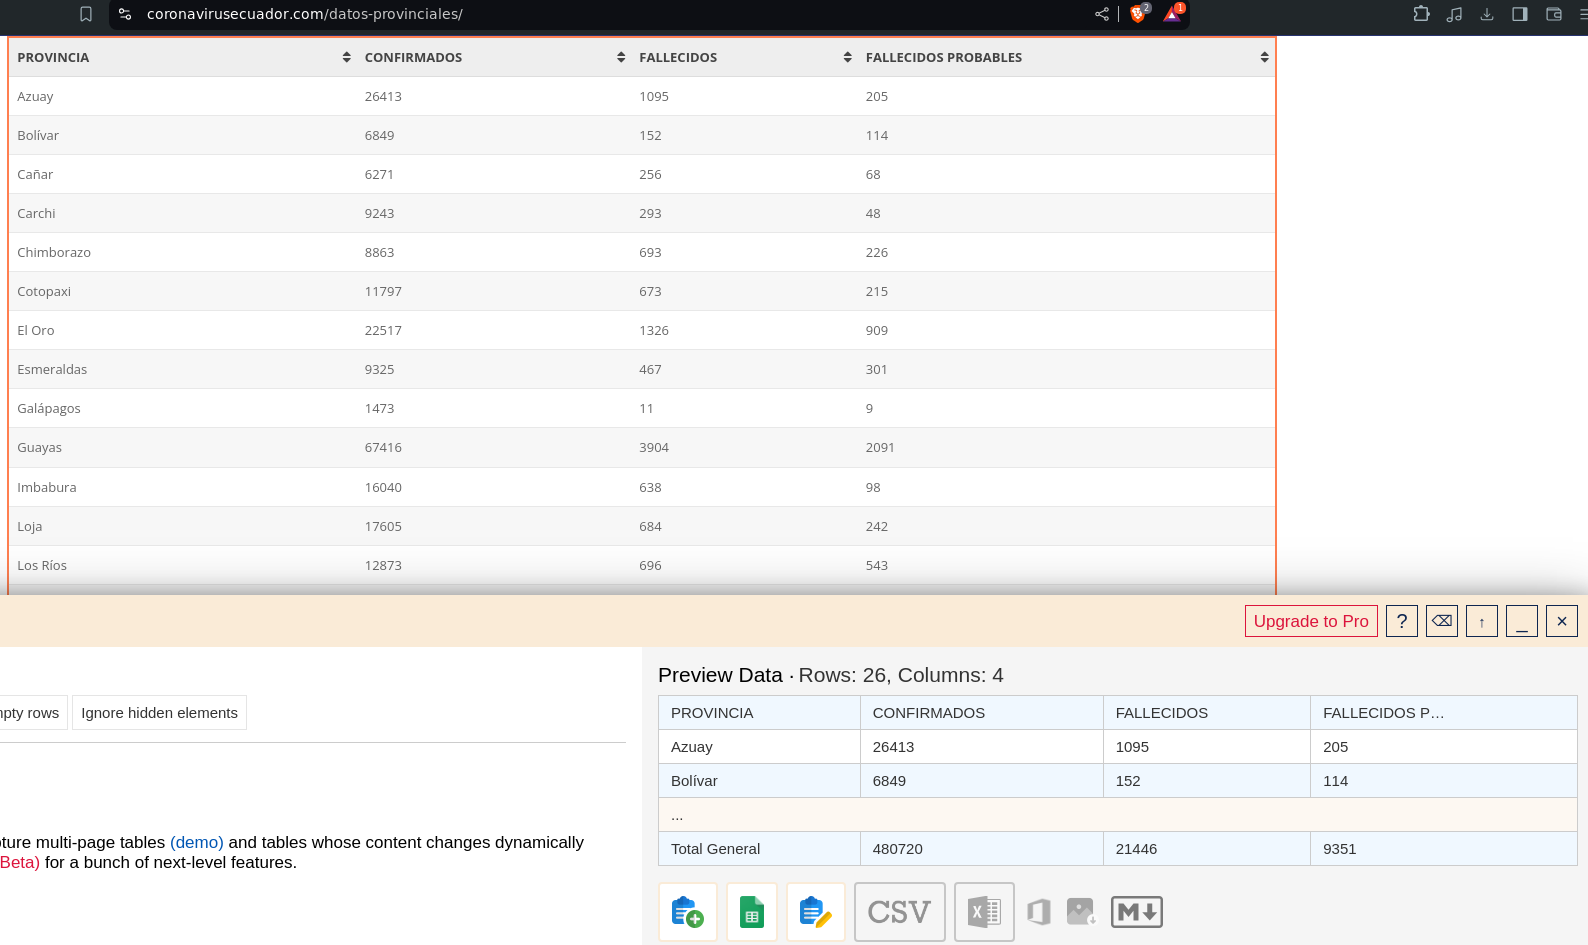 coronavirusecuador.com/datos-provinciales/ 2 1
PROVINCIA CONFIRMADOS FALLECIDOS FALLECIDOS PROBABLES
Azuay 26413 1095 205
Bolívar 6849 152 114
Cañar 6271 256 68
Carchi 9243 293 48
Chimborazo 8863 693 226
Cotopaxi 11797 673 215
El Oro 22517 1326 909
Esmeraldas 9325 467 301
Galápagos 1473 11 9
Guayas 67416 3904 2091
Imbabura 16040 638 98
Loja 17605 684 242
Los Ríos 12873 696 543
Upgrade to Pro ? ⌫ ↑ _ ×
Preview Data · Rows: 26, Columns: 4
pty rows Ignore hidden elements
PROVINCIA CONFIRMADOS FALLECIDOS FALLECIDOS P…
Azuay 26413 1095 205
Bolívar 6849 152 114
...
Total General 480720 21446 9351
ture multi-page tables (demo) and tables whose content changes dynamically
Beta) for a bunch of next-level features.
CSV X M↓